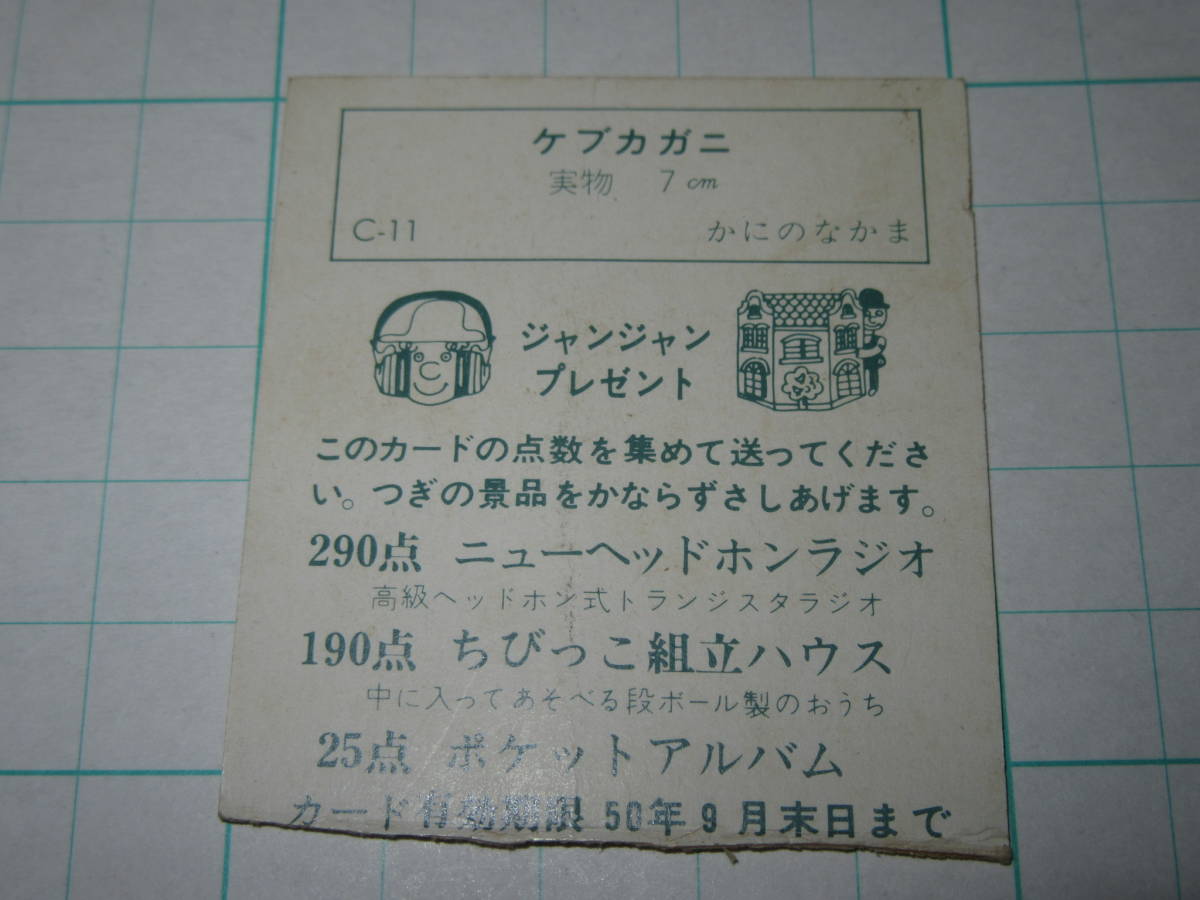 ケブカガニ
実物 7cm
C-11 かにのなかま
ジャンジャン
プレゼント
このカードの点数を集めて送ってくださ
い。つぎの景品をかならずさしあげます。
290点 ニューヘッドホンラジオ
高級ヘッドホン式トランジスタラジオ
190点 ちびっこ組立ハウス
中に入ってあそべる段ボール製のおうち
25点 ポケットアルバム
カード有効期限 50年9月末日まで